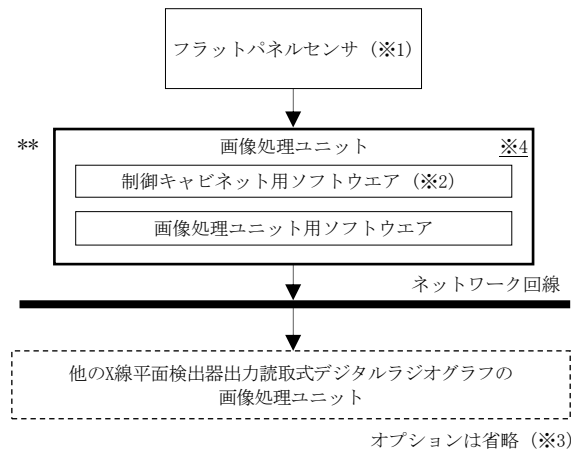 フラットパネルセンサ（※1）
**
画像処理ユニット
※4
制御キャビネット用ソフトウエア（※2）
画像処理ユニット用ソフトウエア
ネットワーク回線
他のX線平面検出器出力読取式デジタルラジオグラフの
画像処理ユニット
オプションは省略（※3）